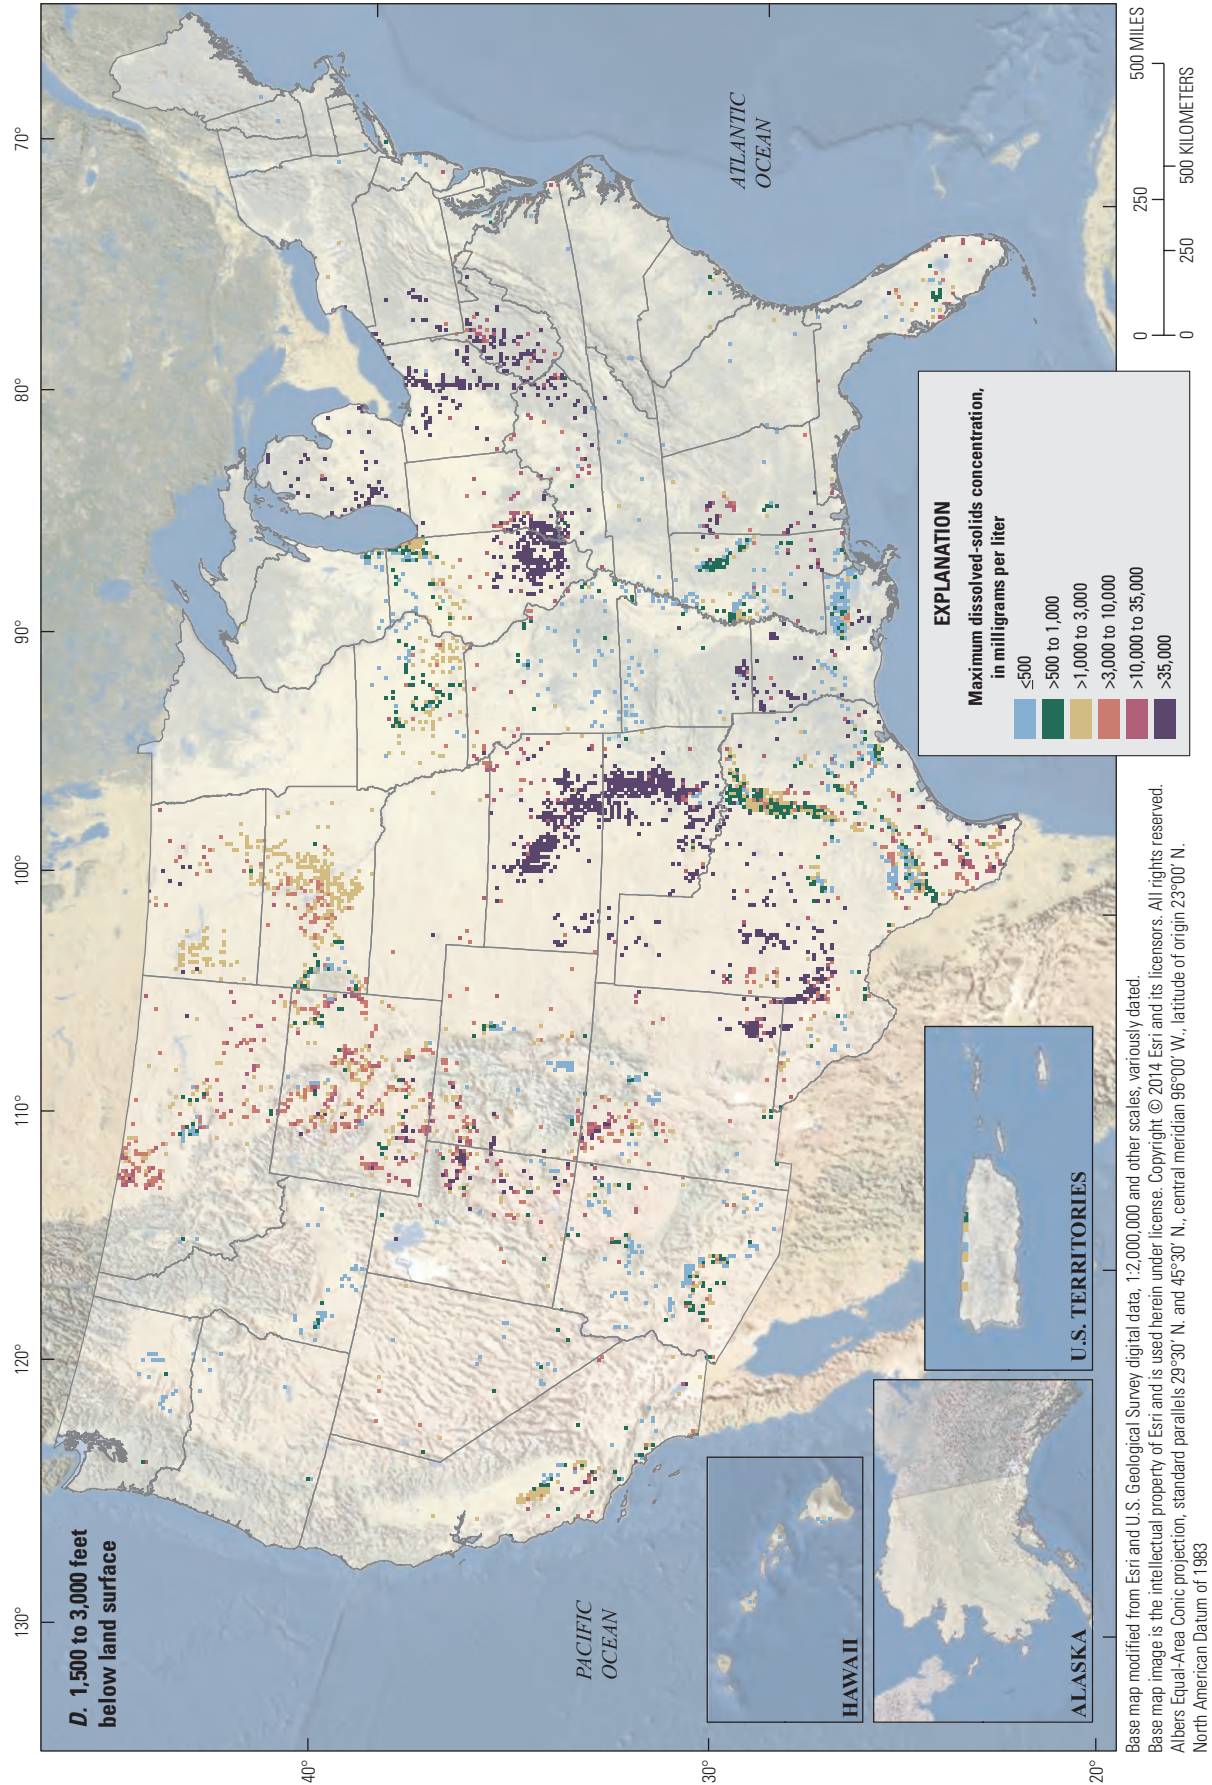 D. 1,500 to 3,000 feet
below land surface
130°
120°
110°
100°
90°
80°
70°
40°
30°
20°
PACIFIC
OCEAN
ATLANTIC
OCEAN
HAWAII
ALASKA
U.S. TERRITORIES
EXPLANATION
Maximum dissolved-solids concentration,
in milligrams per liter
≤500
>500 to 1,000
>1,000 to 3,000
>3,000 to 10,000
>10,000 to 35,000
>35,000
0 250 500 MILES
0 250 500 KILOMETERS
Base map modified from Esri and U.S. Geological Survey digital data, 1:2,000,000 and other scales, variously dated.
Base map image is the intellectual property of Esri and is used herein under license. Copyright © 2014 Esri and its licensors. All rights reserved.
Albers Equal-Area Conic projection, standard parallels 29°30' N. and 45°30' N., central meridian 96°00' W., latitude of origin 23°00' N.
North American Datum of 1983